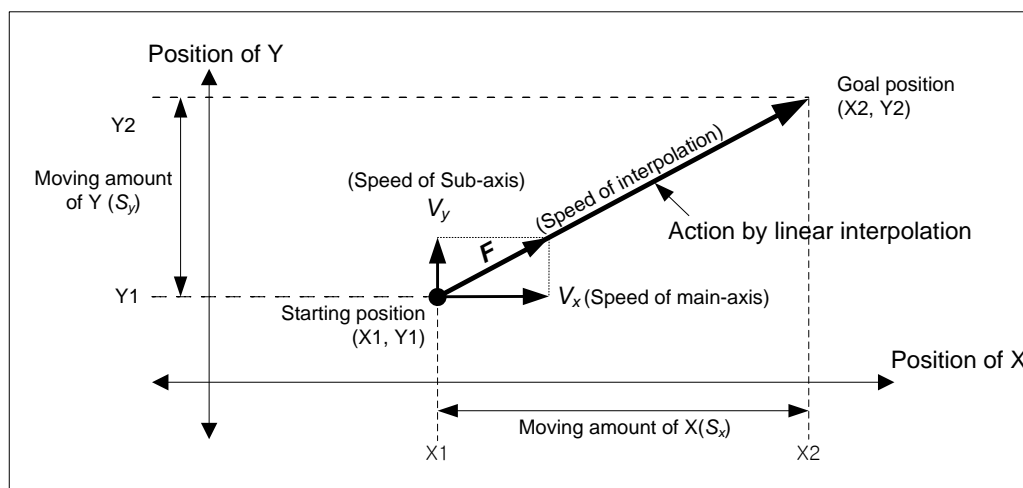 Position of Y
Goal position
(X2, Y2)
Y2
(Speed of interpolation)
Moving amount
of Y (Sy)
(Speed of Sub-axis)
Vy
Action by linear interpolation
F
Y1
Vx (Speed of main-axis)
Starting position
(X1, Y1)
Position of X
Moving amount of X(Sx)
X1
X2